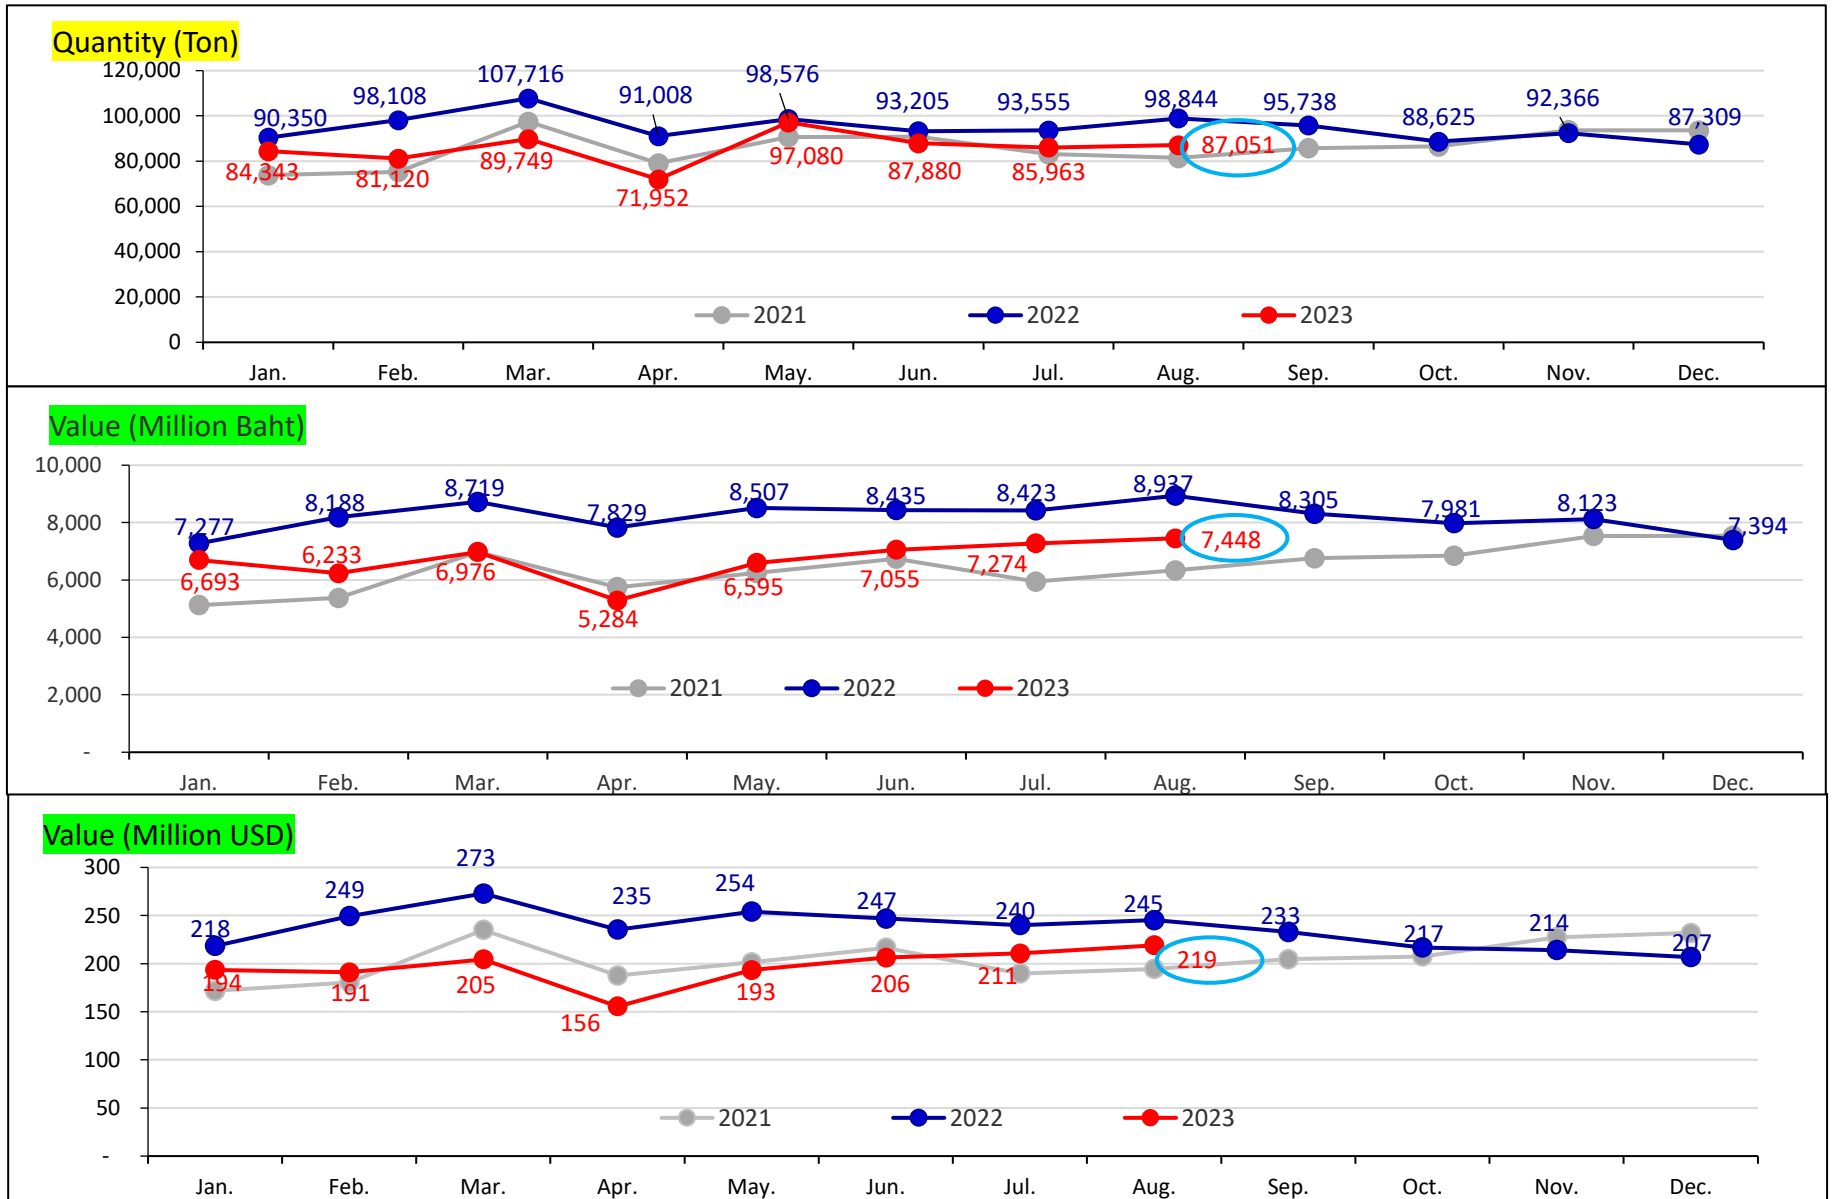 Quantity (Ton)
120,000
100,000
80,000
60,000
40,000
20,000
0
90,350 98,108 107,716 91,008 98,576 93,205 93,555 98,844 95,738 88,625 92,366 87,309
84,343 81,120 89,749 71,952 97,080 87,880 85,963 87,051
2021 2022 2023
Jan. Feb. Mar. Apr. May. Jun. Jul. Aug. Sep. Oct. Nov. Dec.
Value (Million Baht)
10,000
8,000
6,000
4,000
2,000
-
7,277 8,188 8,719 7,829 8,507 8,435 8,423 8,937 8,305 7,981 8,123 7,394
6,693 6,233 6,976 5,284 6,595 7,055 7,274 7,448
2021 2022 2023
Jan. Feb. Mar. Apr. May. Jun. Jul. Aug. Sep. Oct. Nov. Dec.
Value (Million USD)
300
250
200
150
100
50
-
218 249 273 235 254 247 240 245 233 217 214 207
194 191 205 156 193 206 211 219
2021 2022 2023
Jan. Feb. Mar. Apr. May. Jun. Jul. Aug. Sep. Oct. Nov. Dec.